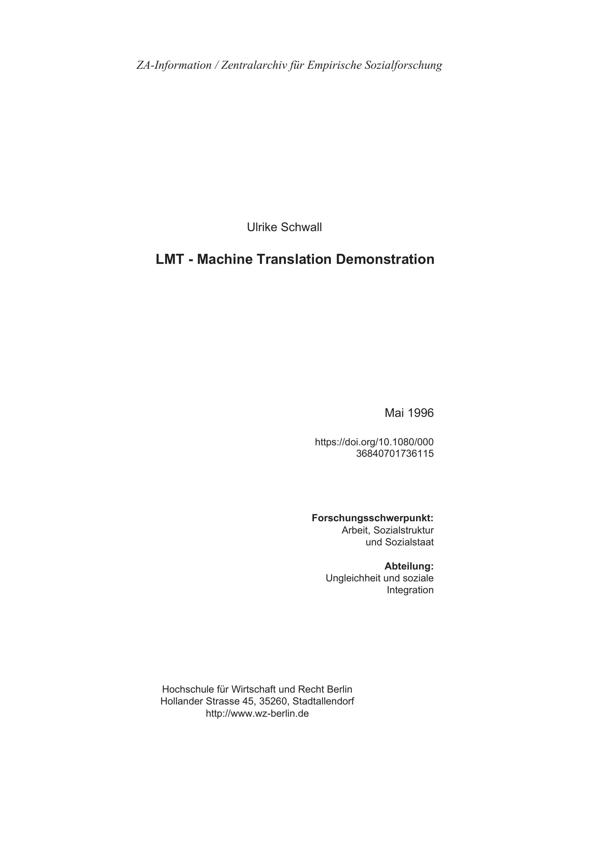 ZA-Information / Zentralarchiv für Empirische Sozialforschung
Ulrike Schwall
LMT - Machine Translation Demonstration
Mai 1996
https://doi.org/10.1080/000
36840701736115
Forschungsschwerpunkt:
Arbeit, Sozialstruktur
und Sozialstaat
Abteilung:
Ungleichheit und soziale
Integration
Hochschule für Wirtschaft und Recht Berlin
Hollander Strasse 45, 35260, Stadtallendorf
http://www.wz-berlin.de